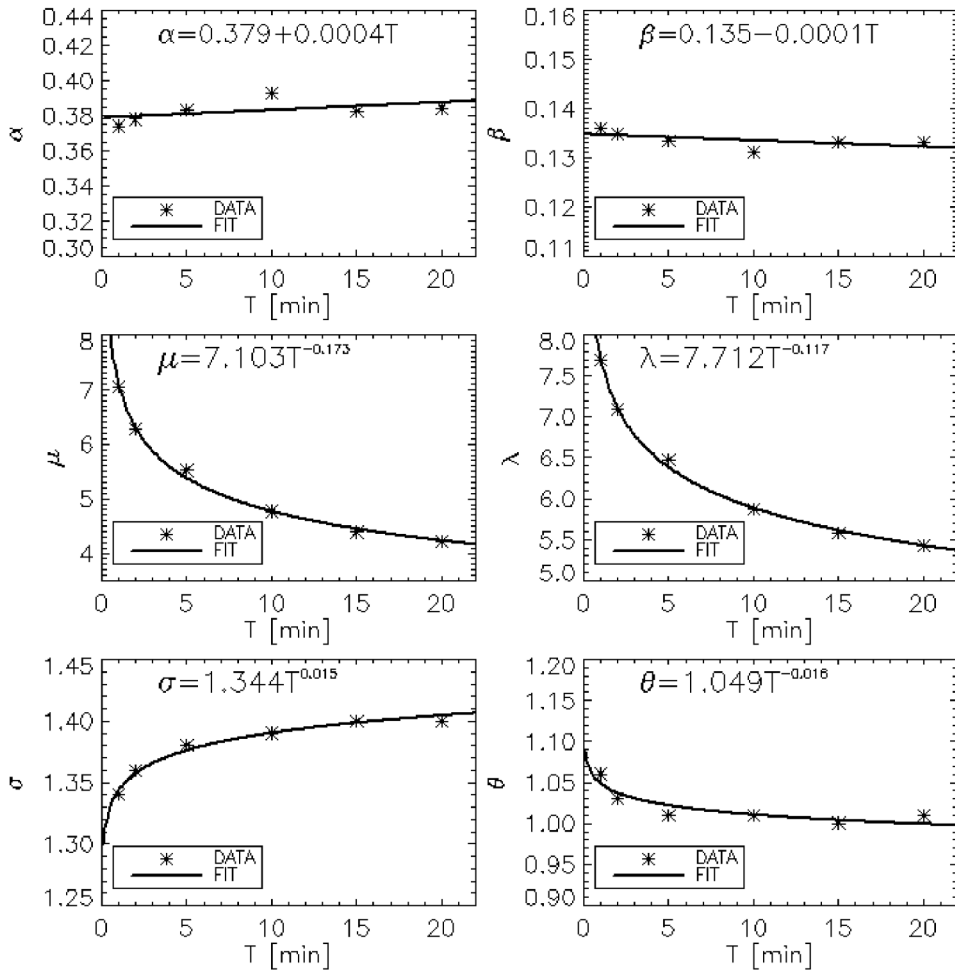 α=0.379+0.0004T
0.44
0.42
0.40
0.38
0.36
0.34
0.32
0.30
α
DATA
FIT
0 5 10 15 20
T [min]
β=0.135−0.0001T
0.16
0.15
0.14
0.13
0.12
0.11
β
DATA
FIT
0 5 10 15 20
T [min]
μ=7.103T^−0.173
8
7
6
5
4
μ
DATA
FIT
0 5 10 15 20
T [min]
λ=7.712T^−0.117
8.0
7.5
7.0
6.5
6.0
5.5
5.0
λ
DATA
FIT
0 5 10 15 20
T [min]
σ=1.344T^0.015
1.45
1.40
1.35
1.30
1.25
σ
DATA
FIT
0 5 10 15 20
T [min]
θ=1.049T^−0.016
1.20
1.15
1.10
1.05
1.00
0.95
0.90
θ
DATA
FIT
0 5 10 15 20
T [min]